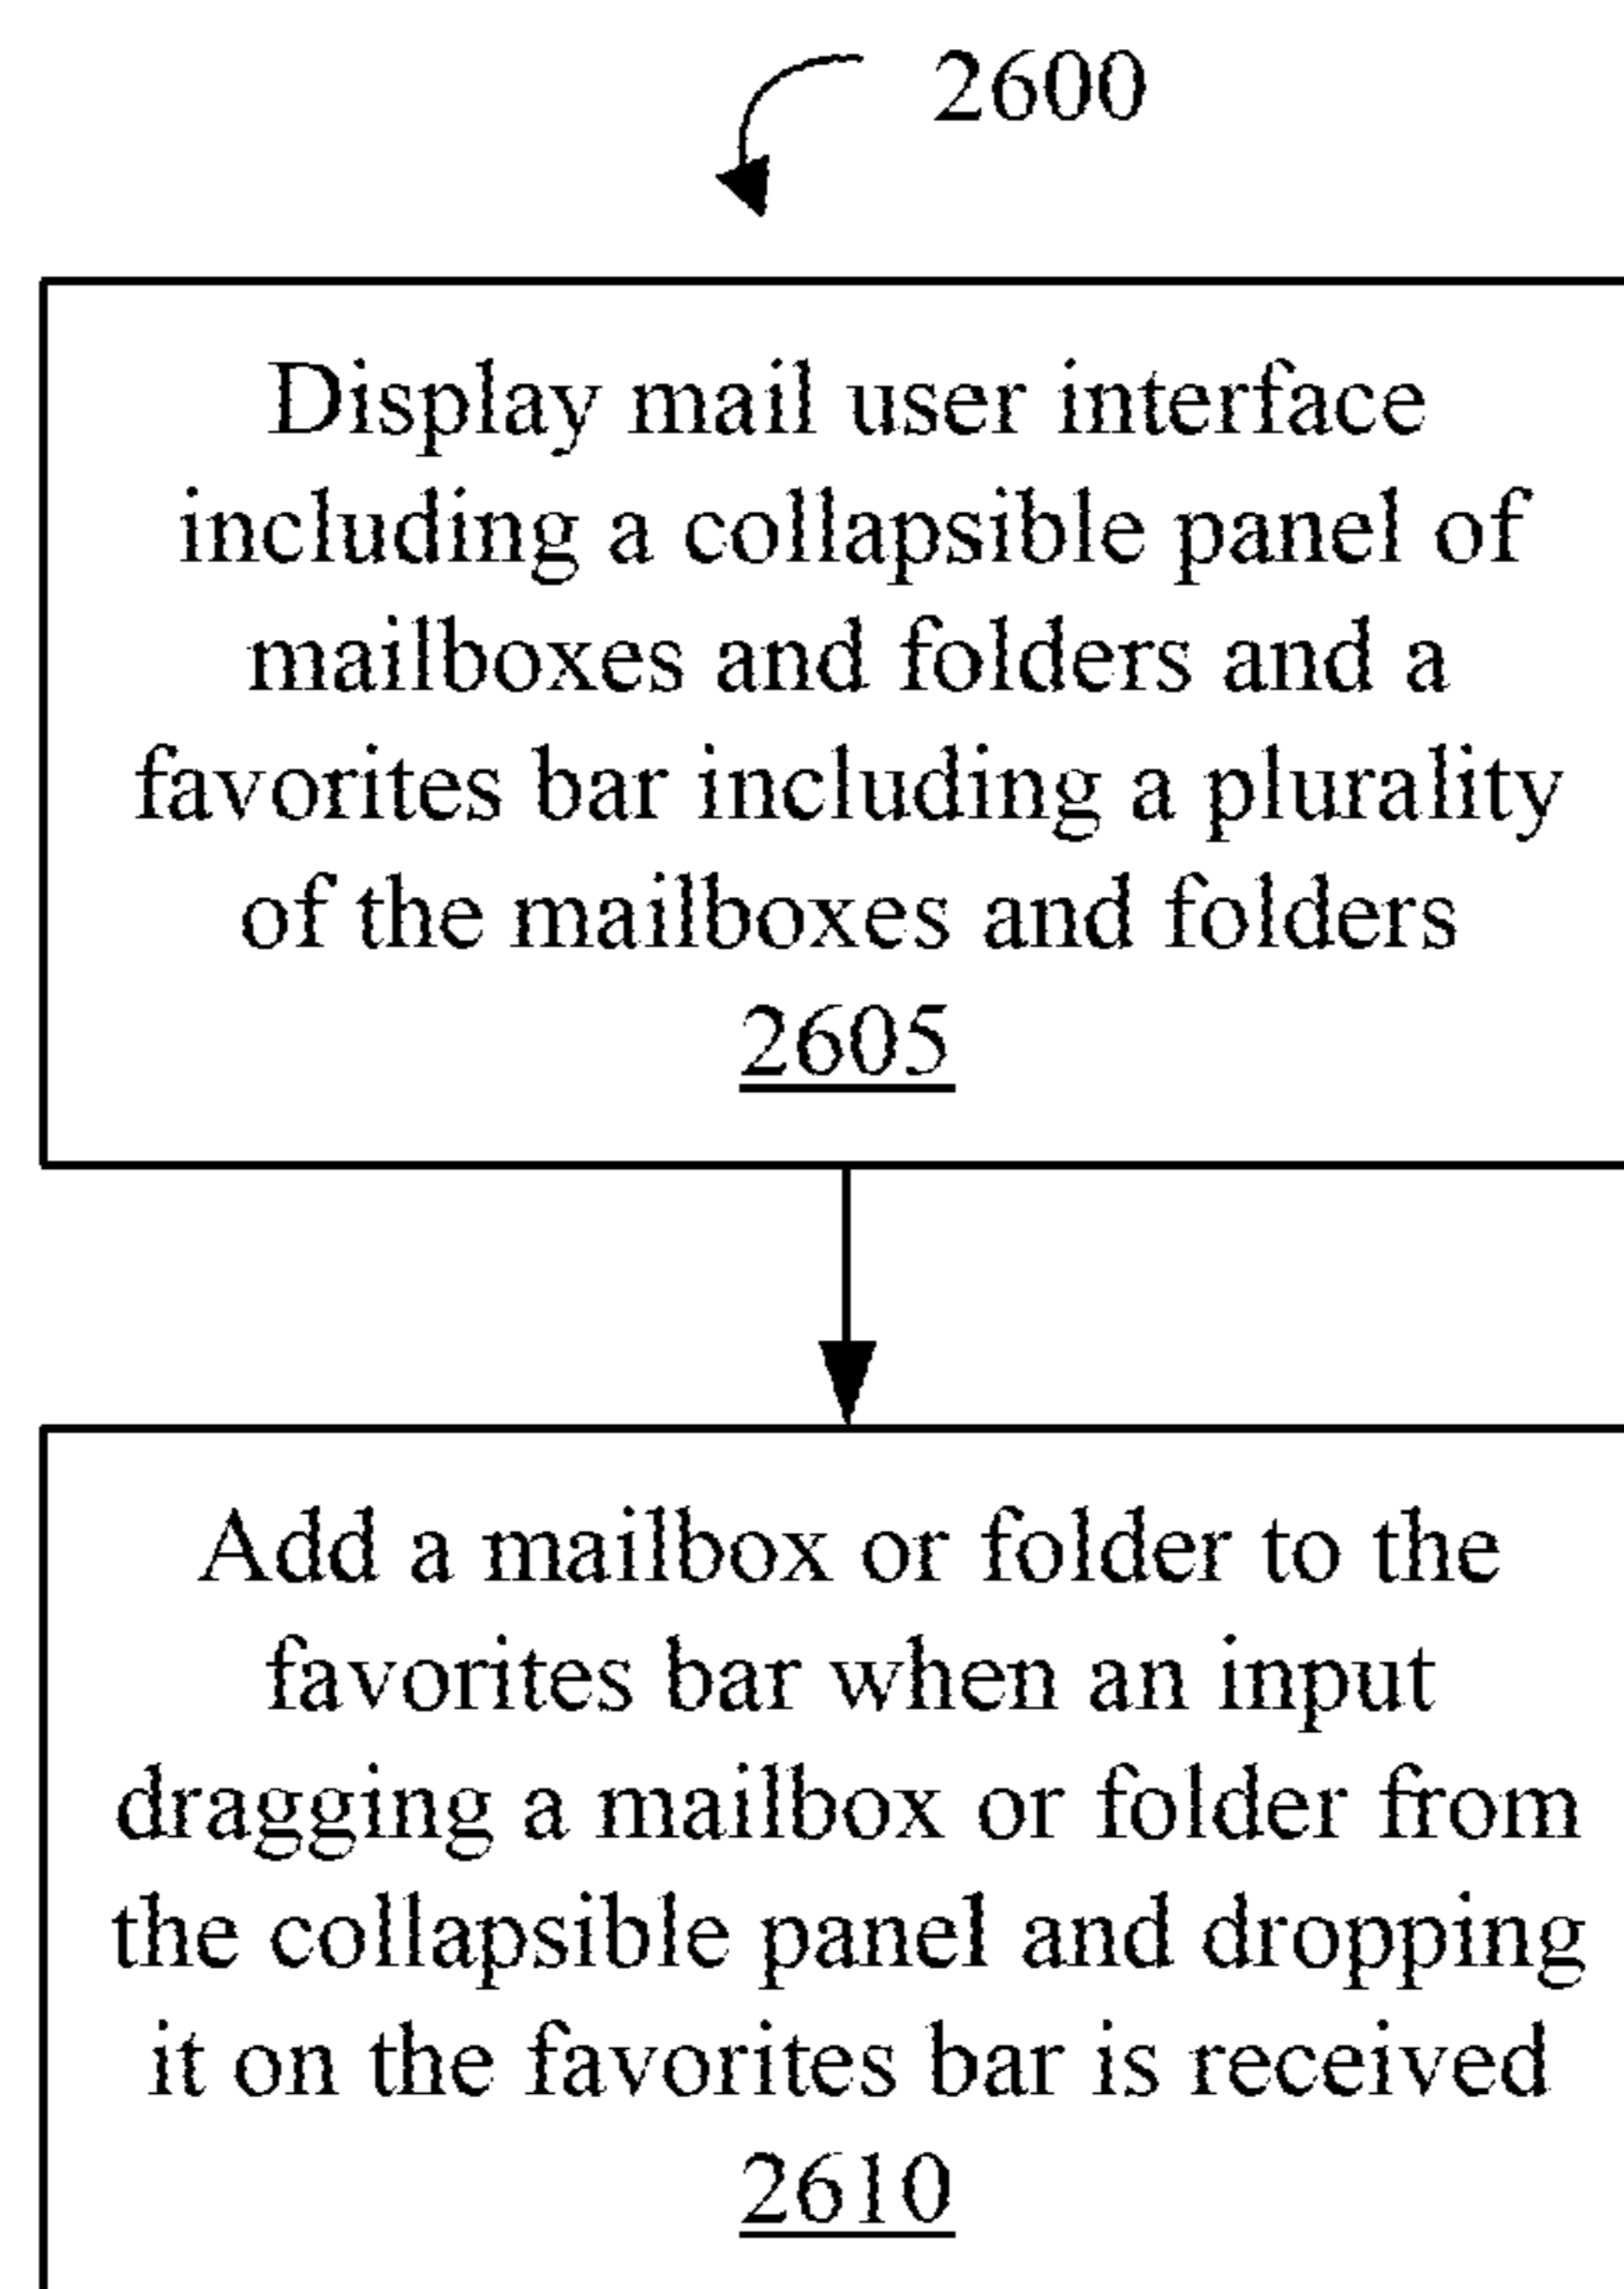 2600
Display mail user interface
including a collapsible panel of
mailboxes and folders and a
favorites bar including a plurality
of the mailboxes and folders
2605
Add a mailbox or folder to the
favorites bar when an input
dragging a mailbox or folder from
the collapsible panel and dropping
it on the favorites bar is received
2610